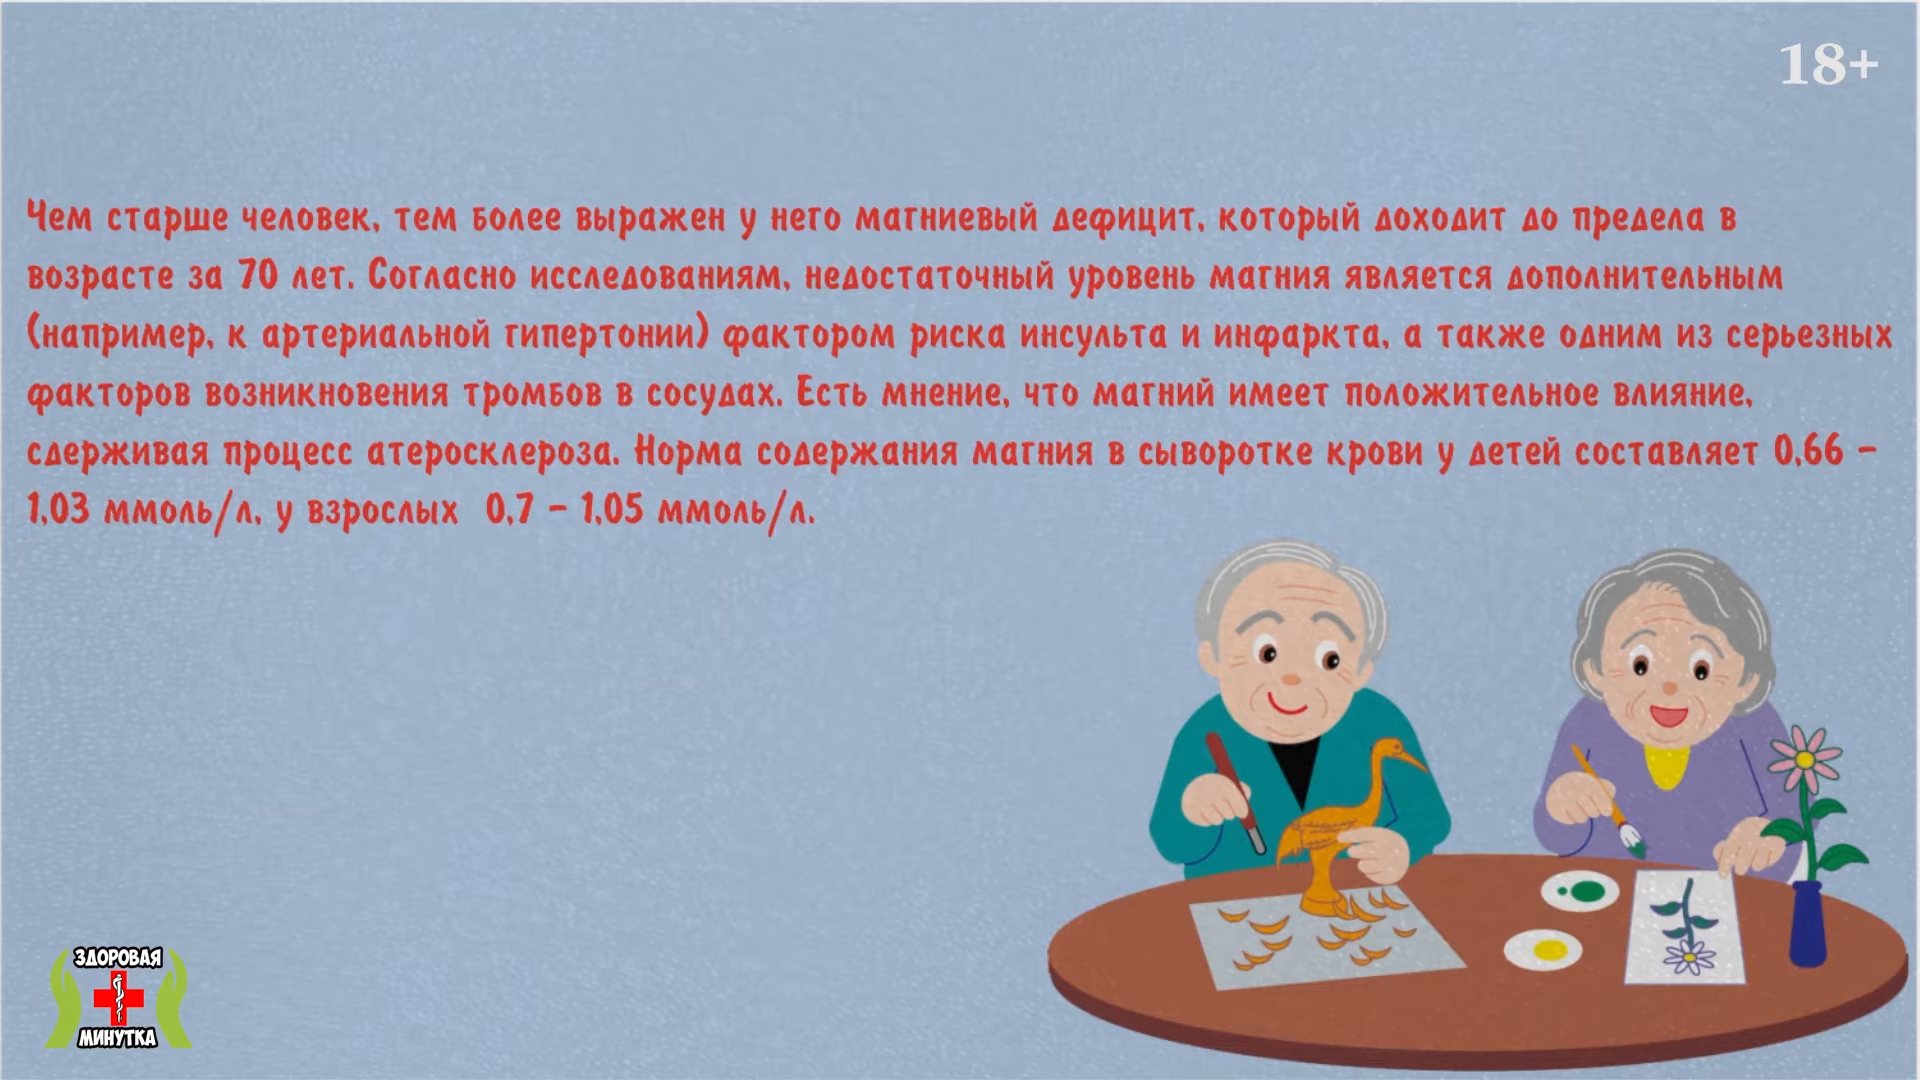 18+
Чем старше человек, тем более выражен у него магниевый дефицит, который доходит до предела в
возрасте за 70 лет. Согласно исследованиям, недостаточный уровень магния является дополнительным
(например, к артериальной гипертонии) фактором риска инсульта и инфаркта, а также одним из серьезных
факторов возникновения тромбов в сосудах. Есть мнение, что магний имеет положительное влияние,
сдерживая процесс атеросклероза. Норма содержания магния в сыворотке крови у детей составляет 0,66 –
1,03 ммоль/л, у взрослых 0,7 – 1,05 ммоль/л.
ЗДОРОВАЯ
МИНУТКА